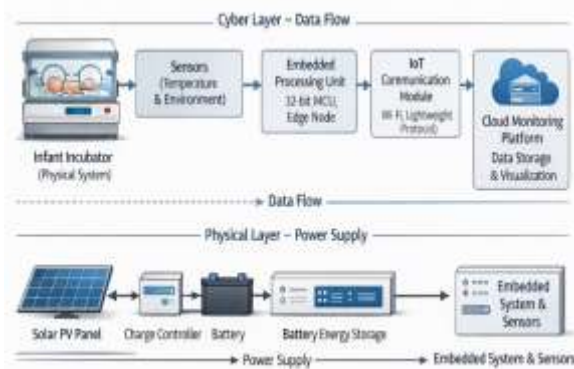 Cyber Layer – Data Flow
Infant Incubator
(Physical System)
Sensors
(Temperature
& Environment)
Embedded
Processing Unit
32-bit MCU,
Edge Node
IoT
Communication
Module
Wi-Fi, Lightweight
Protocol)
Cloud Monitoring
Platform
Data Storage
& Visualization
Data Flow
Physical Layer – Power Supply
Solar PV Panel
Charge Controller
Battery
Battery Energy Storage
Embedded
System &
Sensors
Power Supply
Embedded System & Sensors